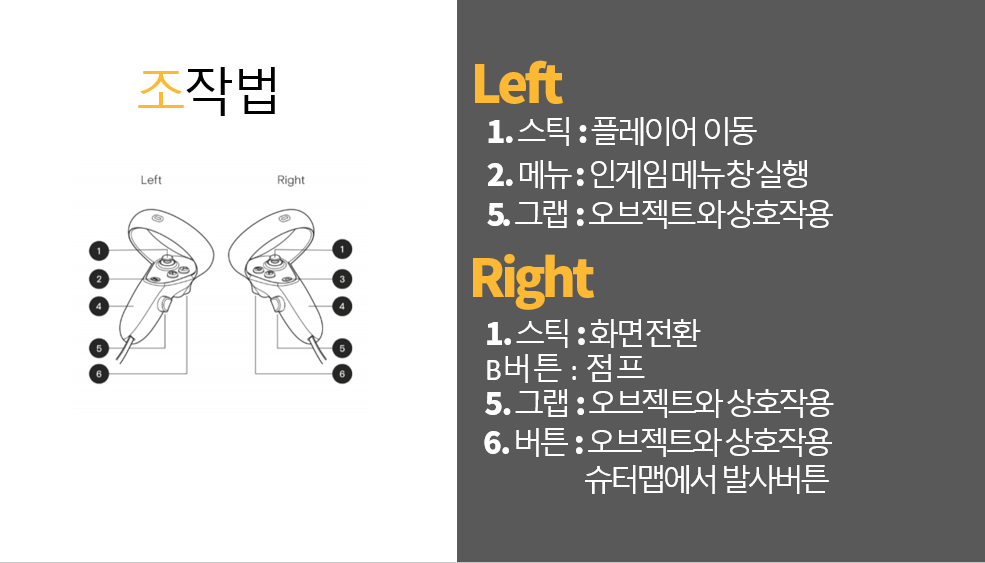 조작법
Left
Right
1
1
2
3
4
4
5
5
6
6
Left
1. 스틱 : 플레이어 이동
2. 메뉴 : 인게임 메뉴 창 실행
5. 그랩 : 오브젝트와 상호작용
Right
1. 스틱 : 화면 전환
B버튼 : 점프
5. 그랩 : 오브젝트와 상호작용
6. 버튼 : 오브젝트와 상호작용
슈터맵에서 발사버튼